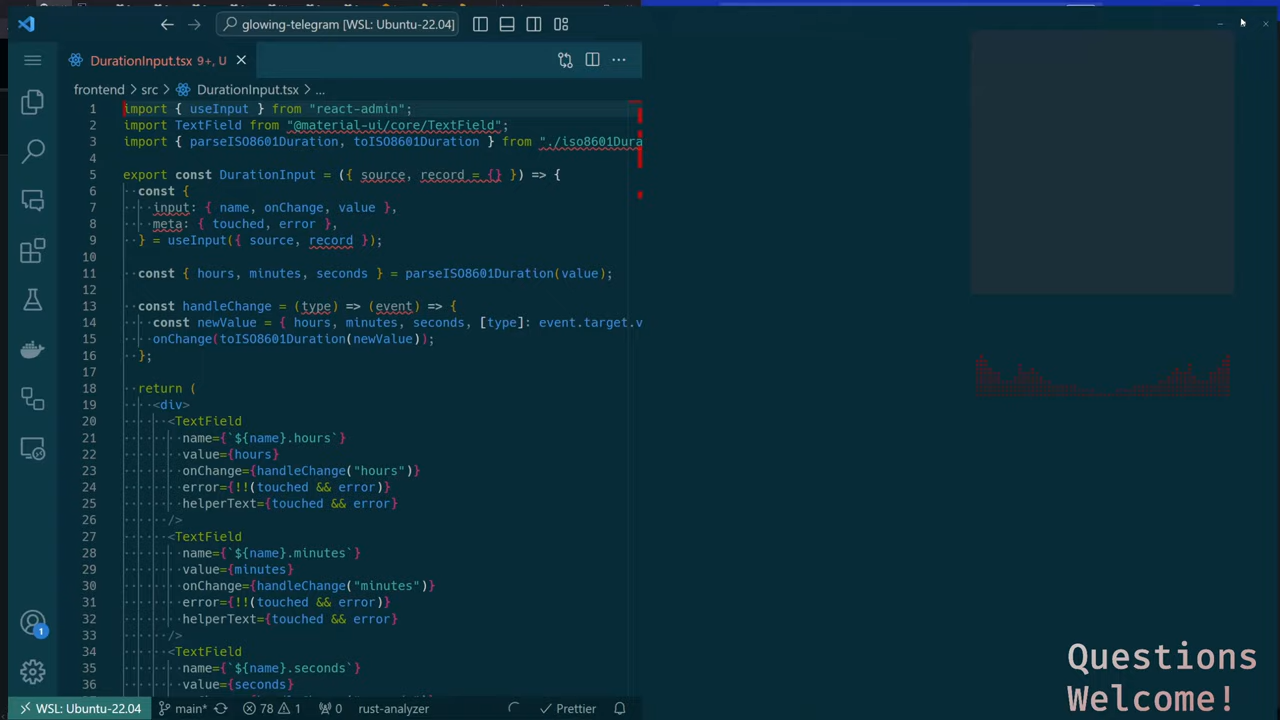 glowing-telegram [WSL: Ubuntu-22.04]
DurationInput.tsx 9+, U
frontend > src > DurationInput.tsx > ...
1 import { useInput } from "react-admin";
2 import TextField from "@material-ui/core/TextField";
3 import { parseISO8601Duration, toISO8601Duration } from "./iso8601Dura
4
5 export const DurationInput = ({ source, record = {} }) => {
6 const {
7 input: { name, onChange, value },
8 meta: { touched, error },
9 } = useInput({ source, record });
10
11 const { hours, minutes, seconds } = parseISO8601Duration(value);
12
13 const handleChange = (type) => (event) => {
14 const newValue = { hours, minutes, seconds, [type]: event.target.v
15 onChange(toISO8601Duration(newValue));
16 };
17
18 return (
19 <div>
20 <TextField
21 name={`${name}.hours`}
22 value={hours}
23 onChange={handleChange("hours")}
24 error={!!(touched && error)}
25 helperText={touched && error}
26 />
27 <TextField
28 name={`${name}.minutes`}
29 value={minutes}
30 onChange={handleChange("minutes")}
31 error={!!(touched && error)}
32 helperText={touched && error}
33 />
34 <TextField
35 name={`${name}.seconds`}
36 value={seconds}
1
WSL: Ubuntu-22.04 main* 78 1 0 rust-analyzer Prettier
Questions
Welcome!